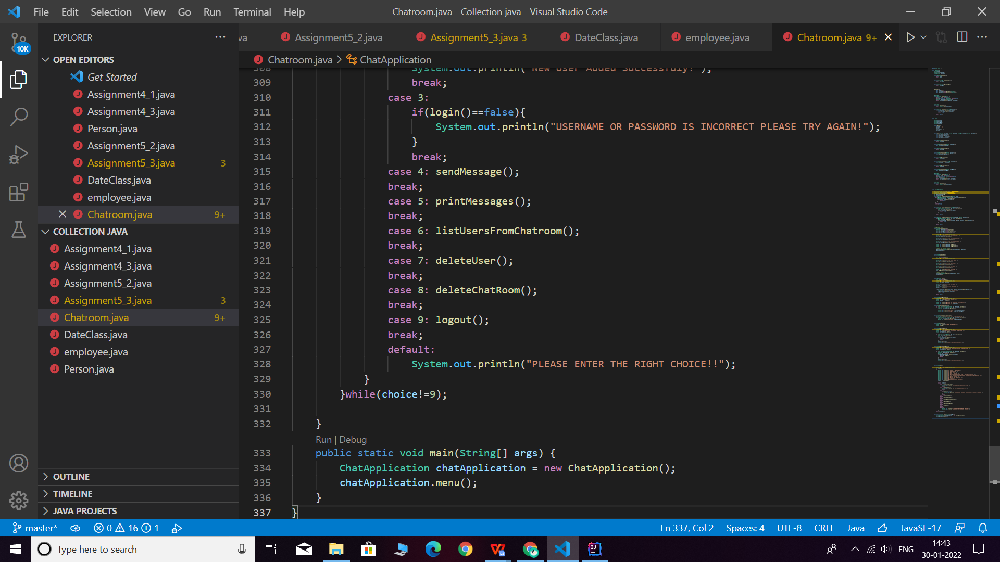 File Edit Selection View Go Run Terminal Help
Chatroom.java - Collection java - Visual Studio Code
EXPLORER
va
Assignment5_2.java
Assignment5_3.java 3
DateClass.java
employee.java
Chatroom.java 9+
10K
OPEN EDITORS
Get Started
Assignment4_1.java
Assignment4_3.java
Person.java
Assignment5_2.java
Assignment5_3.java 3
DateClass.java
employee.java
Chatroom.java 9+
COLLECTION JAVA
Assignment4_1.java
Assignment4_3.java
Assignment5_2.java
Assignment5_3.java 3
Chatroom.java 9+
DateClass.java
employee.java
Person.java
OUTLINE
TIMELINE
JAVA PROJECTS
Chatroom.java > ChatApplication
308 System.out.println("New User Added Successfuly!");
309 break;
310 case 3:
311 if(login()==false){
312 System.out.println("USERNAME OR PASSWORD IS INCORRECT PLEASE TRY AGAIN!");
313 }
314 break;
315 case 4: sendMessage();
316 break;
317 case 5: printMessages();
318 break;
319 case 6: listUsersFromChatroom();
320 break;
321 case 7: deleteUser();
322 break;
323 case 8: deleteChatRoom();
324 break;
325 case 9: logout();
326 break;
327 default:
328 System.out.println("PLEASE ENTER THE RIGHT CHOICE!!");
329 }
330 }while(choice!=9);
331
332 }
Run | Debug
333 public static void main(String[] args) {
334 ChatApplication chatApplication = new ChatApplication();
335 chatApplication.menu();
336 }
337 }
master* 0 16 1
Ln 337, Col 2 Spaces: 4 UTF-8 CRLF Java JavaSE-17
Type here to search
ENG
14:43
30-01-2022